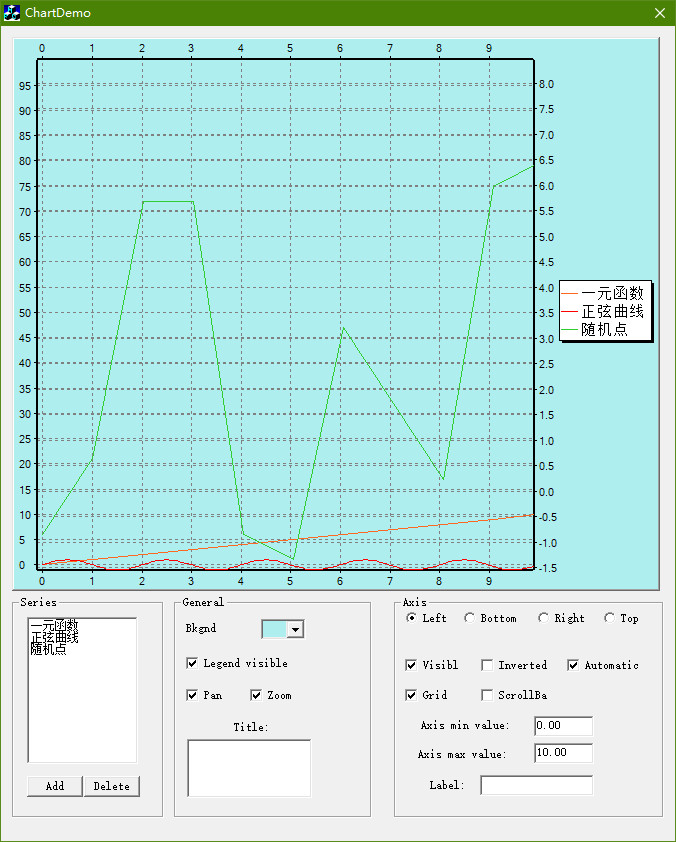 ChartDemo
0 1 2 3 4 5 6 7 8 9
95
90
85
80
75
70
65
60
55
50
45
40
35
30
25
20
15
10
5
0
8.0
7.5
7.0
6.5
6.0
5.5
5.0
4.5
4.0
3.5
3.0
2.5
2.0
1.5
1.0
0.5
0.0
-0.5
-1.0
-1.5
一元函数
正弦曲线
随机点
0 1 2 3 4 5 6 7 8 9
Series
一元函数
正弦曲线
随机点
Add Delete
General
Bkgnd
Legend visible
Pan Zoom
Title:
Axis
Left Bottom Right Top
Visibl Inverted Automatic
Grid ScrollBa
Axis min value: 0.00
Axis max value: 10.00
Label: